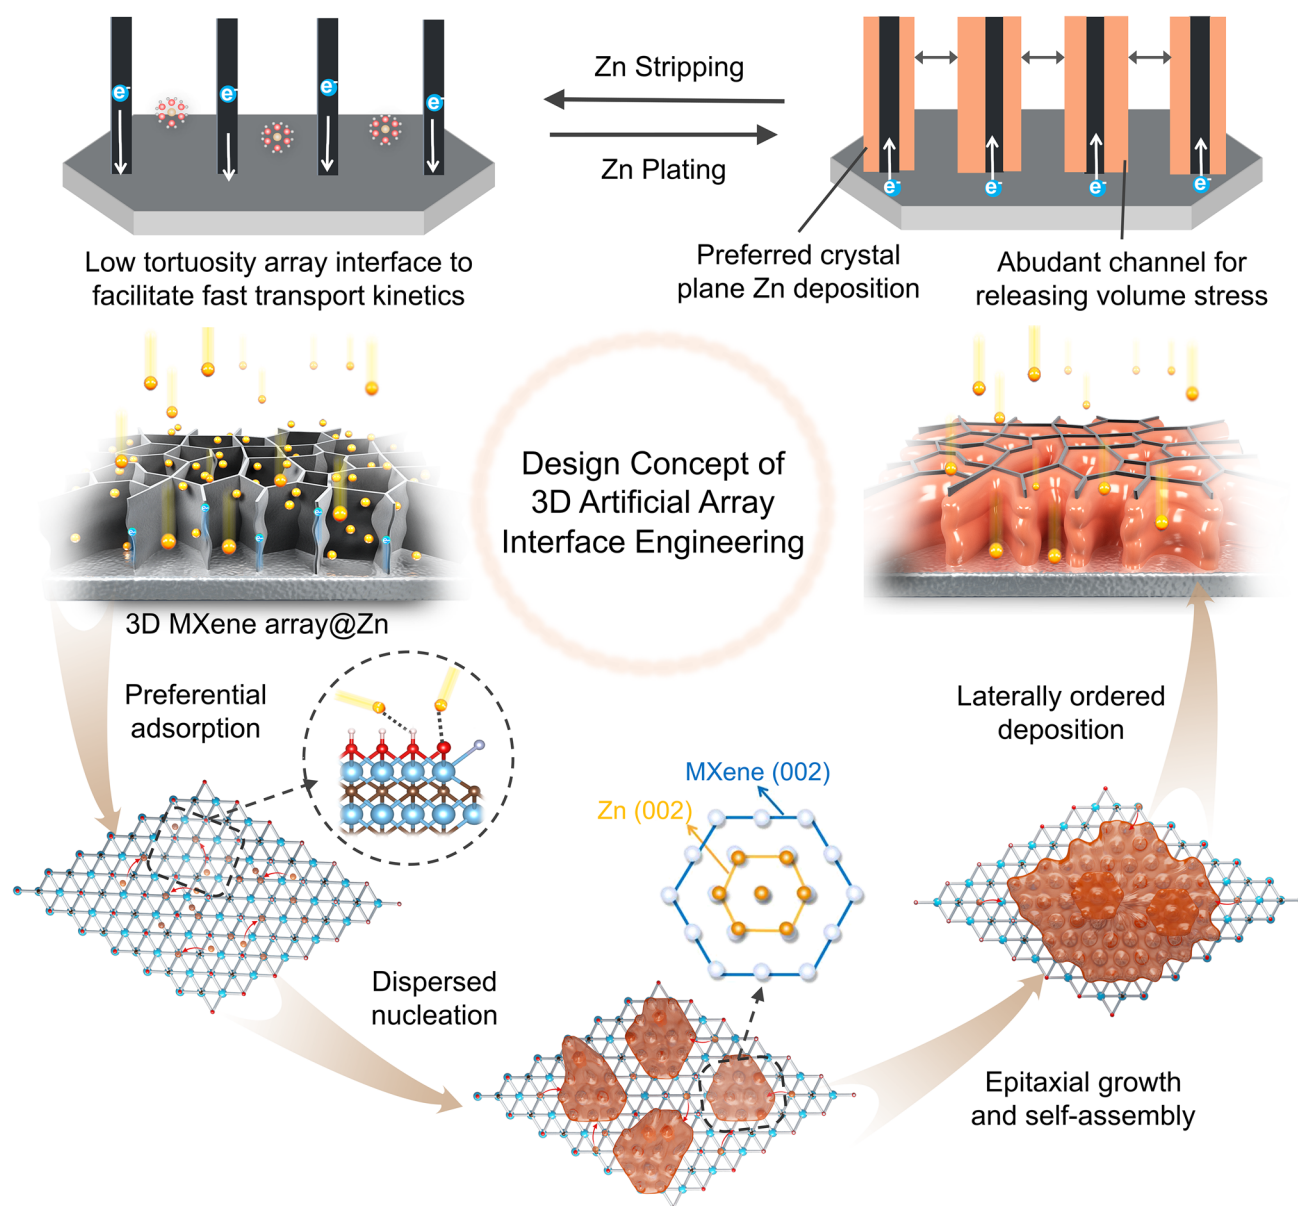 Zn Stripping
Zn Plating
e⁻
e⁻
e⁻
e⁻
e⁻
e⁻
e⁻
e⁻
Low tortuosity array interface to
facilitate fast transport kinetics
Preferred crystal
plane Zn deposition
Abudant channel for
releasing volume stress
Design Concept of
3D Artificial Array
Interface Engineering
3D MXene array@Zn
Preferential
adsorption
Laterally ordered
deposition
MXene (002)
Zn (002)
Dispersed
nucleation
Epitaxial growth
and self-assembly